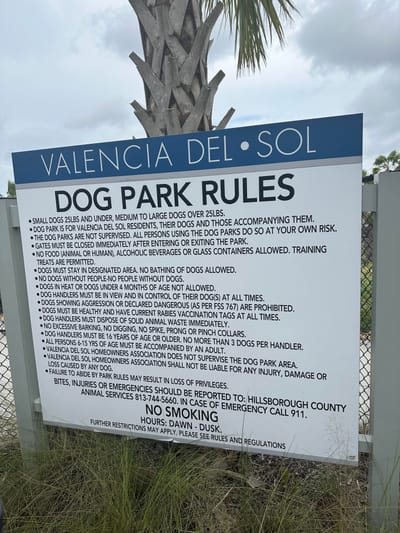 VALENCIA DEL • SOL
DOG PARK RULES
• SMALL DOGS 25LBS AND UNDER, MEDIUM TO LARGE DOGS OVER 25LBS.
• DOG PARK IS FOR VALENCIA DEL SOL RESIDENTS, THEIR DOGS AND THOSE ACCOMPANYING THEM.
• THE DOG PARKS ARE NOT SUPERVISED. ALL PERSONS USING THE DOG PARKS DO SO AT YOUR OWN RISK.
• GATES MUST BE CLOSED IMMEDIATELY AFTER ENTERING OR EXITING THE PARK.
• NO FOOD (ANIMAL OR HUMAN), ALCOHOLIC BEVERAGES OR GLASS CONTAINERS ALLOWED. TRAINING
TREATS ARE PERMITTED.
• DOGS MUST STAY IN DESIGNATED AREA. NO BATHING OF DOGS ALLOWED.
• NO DOGS WITHOUT PEOPLE-NO PEOPLE WITHOUT DOGS.
• DOGS IN HEAT OR DOGS UNDER 4 MONTHS OF AGE NOT ALLOWED.
• DOG HANDLERS MUST BE IN VIEW AND IN CONTROL OF THEIR DOG(S) AT ALL TIMES.
• DOGS SHOWING AGGRESSION OR DECLARED DANGEROUS (AS PER FSS 767) ARE PROHIBITED.
• DOGS MUST BE HEALTHY AND HAVE CURRENT RABIES VACCINATION TAGS AT ALL TIMES.
• DOG HANDLERS MUST DISPOSE OF SOLID ANIMAL WASTE IMMEDIATELY.
• NO EXCESSIVE BARKING, NO DIGGING, NO SPIKE, PRONG OR PINCH COLLARS.
• DOG HANDLERS MUST BE 16 YEARS OF AGE OR OLDER. NO MORE THAN 3 DOGS PER HANDLER.
• ALL PERSONS 6-15 YRS OF AGE MUST BE ACCOMPANIED BY AN ADULT.
• VALENCIA DEL SOL HOMEOWNERS ASSOCIATION DOES NOT SUPERVISE THE DOG PARK AREA.
• VALENCIA DEL SOL HOMEOWNERS ASSOCIATION SHALL NOT BE LIABLE FOR ANY INJURY, DAMAGE OR
LOSS CAUSED BY ANY DOG.
• FAILURE TO ABIDE BY PARK RULES MAY RESULT IN LOSS OF PRIVILEGES.
BITES, INJURIES OR EMERGENCIES SHOULD BE REPORTED TO: HILLSBOROUGH COUNTY
ANIMAL SERVICES 813-744-5660. IN CASE OF EMERGENCY CALL 911.
NO SMOKING
HOURS: DAWN - DUSK.
FURTHER RESTRICTIONS MAY APPLY, PLEASE SEE RULES AND REGULATIONS